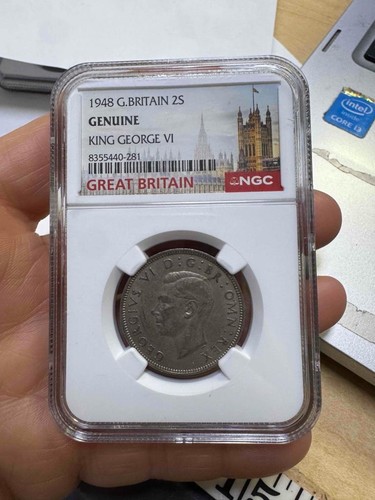 1948 G.BRITAIN 2S
GENUINE
KING GEORGE VI
8355440-281
GREAT BRITAIN
NGC
GEORGIVS VI D:G:BR:OMN:REX
intel
CORE i3